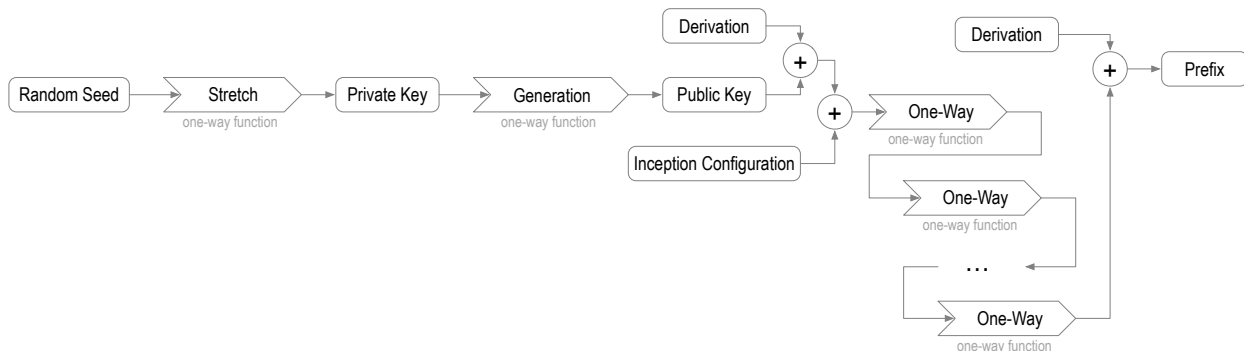 Derivation
Derivation
+
+
Prefix
Random Seed
Stretch
Private Key
Generation
Public Key
one-way function
one-way function
+
One-Way
one-way function
Inception Configuration
One-Way
one-way function
...
One-Way
one-way function